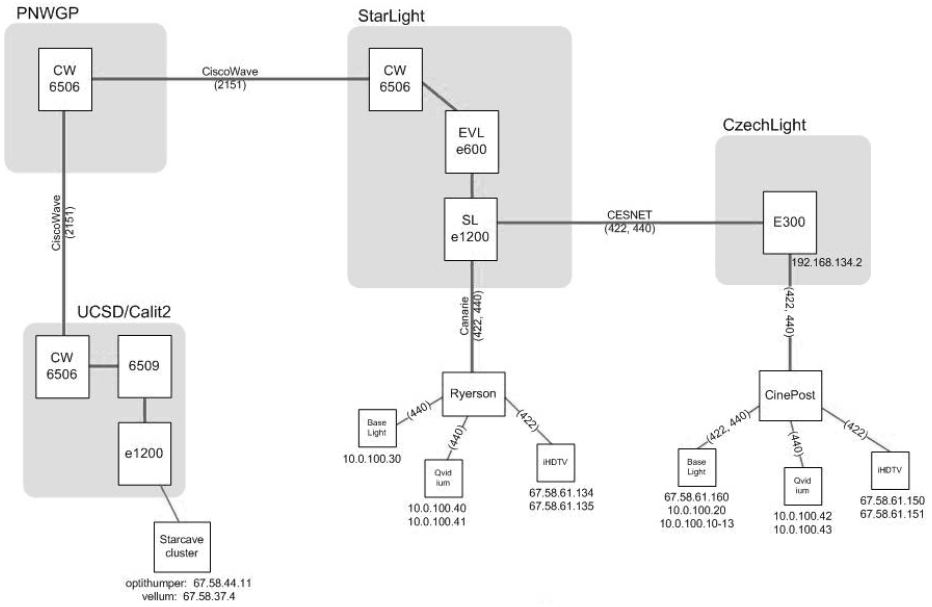 PNWGP
StarLight
CW
6506
CiscoWave
(2151)
CW
6506
EVL
e600
CzechLight
CiscoWave
(2151)
SL
e1200
CESNET
(422, 440)
E300
192.168.134.2
UCSD/Calit2
Canarie
(422, 440)
(422, 440)
CW
6506
6509
Ryerson
CinePost
e1200
(440)
(440)
(422)
(422, 440)
(440)
(422)
Base
Light
10.0.100.30
Qvid
ium
10.0.100.40
10.0.100.41
iHDTV
67.58.61.134
67.58.61.135
Base
Light
67.58.61.160
10.0.100.20
10.0.100.10-13
Qvid
ium
10.0.100.42
10.0.100.43
iHDTV
67.58.61.150
67.58.61.151
Starcave
cluster
optithumper: 67.58.44.11
vellum: 67.58.37.4